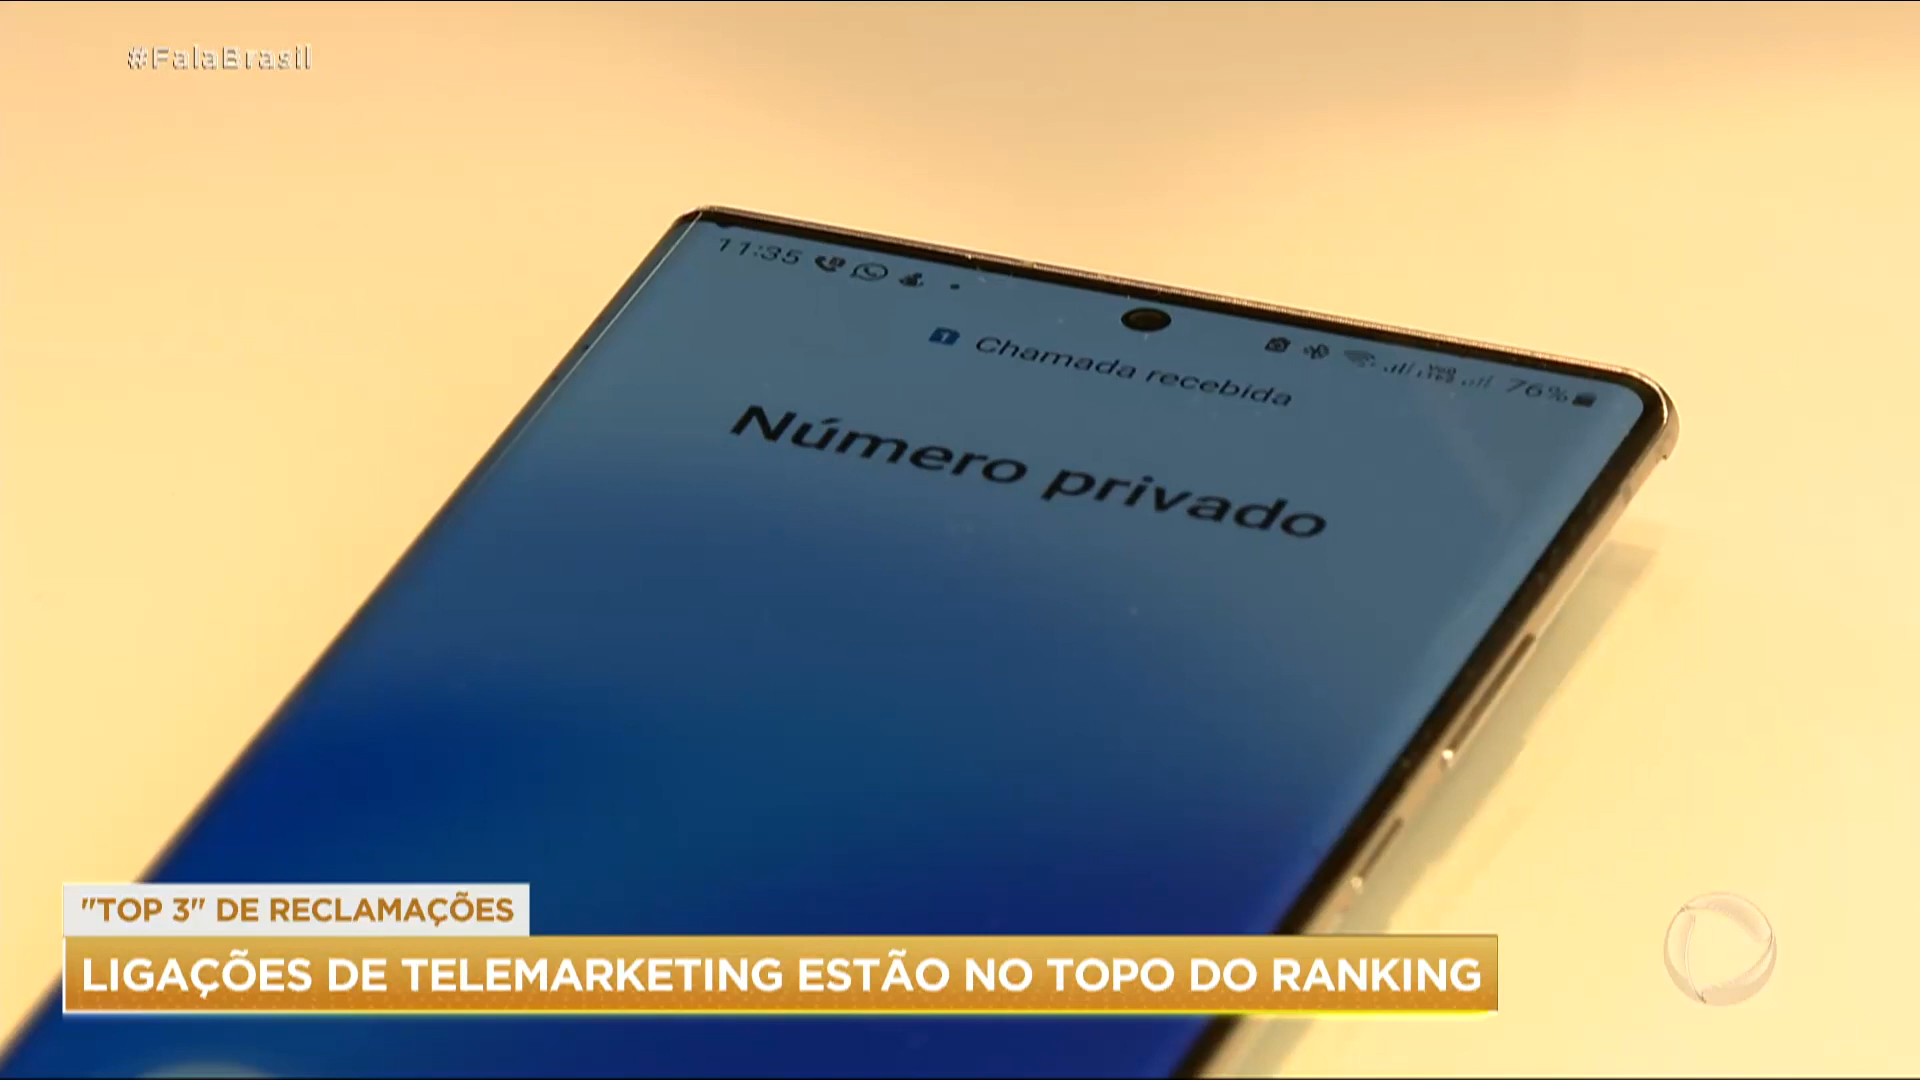 #FalaBrasil
11:35
76%
1 Chamada recebida
Número privado
"TOP 3" DE RECLAMAÇÕES
LIGAÇÕES DE TELEMARKETING ESTÃO NO TOPO DO RANKING